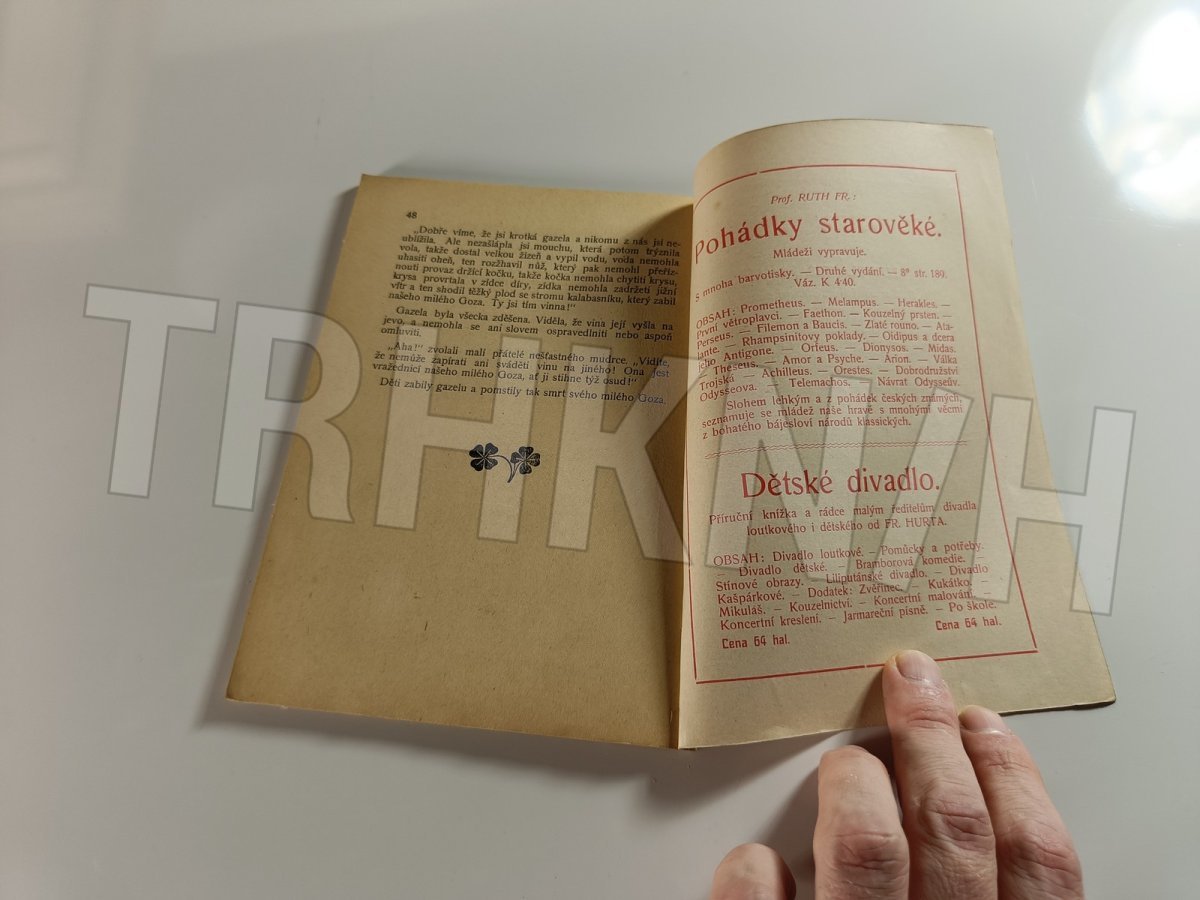 48
„Dobře víme, že jsi krotká gazela a nikomu z nás jsi ne-
ublížila. Ale nezašlápla jsi mouchu, která potom trýznila
vola, takže dostal velkou žízeň a vypil vodu, voda nemohla
uhasiti oheň, ten rozžhavil nůž, který pak nemohl přeříz-
nouti provaz držící kočku, takže kočka nemohla chytiti krysu,
krysa provrtala v zídce díry, zídka nemohla zadržeti jižní
vítr a ten shodil těžký plod se stromu kalabasníku, který zabil
našeho milého Goza. Ty jsi tím vinna!“
Gazela byla všecka zděšena. Viděla, že vina její vyšla na
jevo, a nemohla se ani slovem ospravedlniti nebo aspoň
omluviti.
„Aha!“ zvolali malí přátelé nešťastného mudrce. „Vidíte,
že nemůže zapírati ani sváděti vinu na jiného! Ona jest
vražednicí našeho milého Goza, ať ji stihne týž osud!“
Děti zabily gazelu a pomstily tak smrt svého milého Goza.
Prof. RUTH FR.:
Pohádky starověké.
Mládeži vypravuje.
S mnoha barvotisky. — Druhé vydání. — 8º str. 189.
Váz. K 4·40.
OBSAH: Prometheus. — Melampus. — Herakles. —
První větroplavci. — Faethon. — Kouzelný prsten. —
Perseus. — Filemon a Baucis. — Zlaté rouno. — Ata-
lante. — Rhampsinitovy poklady. — Oidipus a dcera
jeho Antigone. — Orfeus. — Dionysos. — Midas.
— Theseus. — Amor a Psyche. — Arion. — Válka
Trojská — Achilleus. — Orestes. — Dobrodružství
Odysseova. — Telemachos. Návrat Odysseův.
Slohem lehkým a z pohádek českých známých,
seznamuje se mládež naše hravě s mnohými věcmi
z bohatého bájesloví národů klassických.
Dětské divadlo.
Příruční knížka a rádce malým ředitelům divadla
loutkového i dětského od FR. HURTA.
OBSAH: Divadlo loutkové. — Pomůcky a potřeby.
— Divadlo dětské. — Bramborová komedie. —
Stínové obrazy. — Liliputánské divadlo. — Divadlo
Kašpárkové. — Dodatek: Zvěřinec. — Kukátko. —
Mikuláš. — Kouzelnictví. — Koncertní malování. —
Koncertní kreslení. — Jarmareční písně. — Po škole.
Cena 64 hal. Cena 64 hal.
TRHKNIH